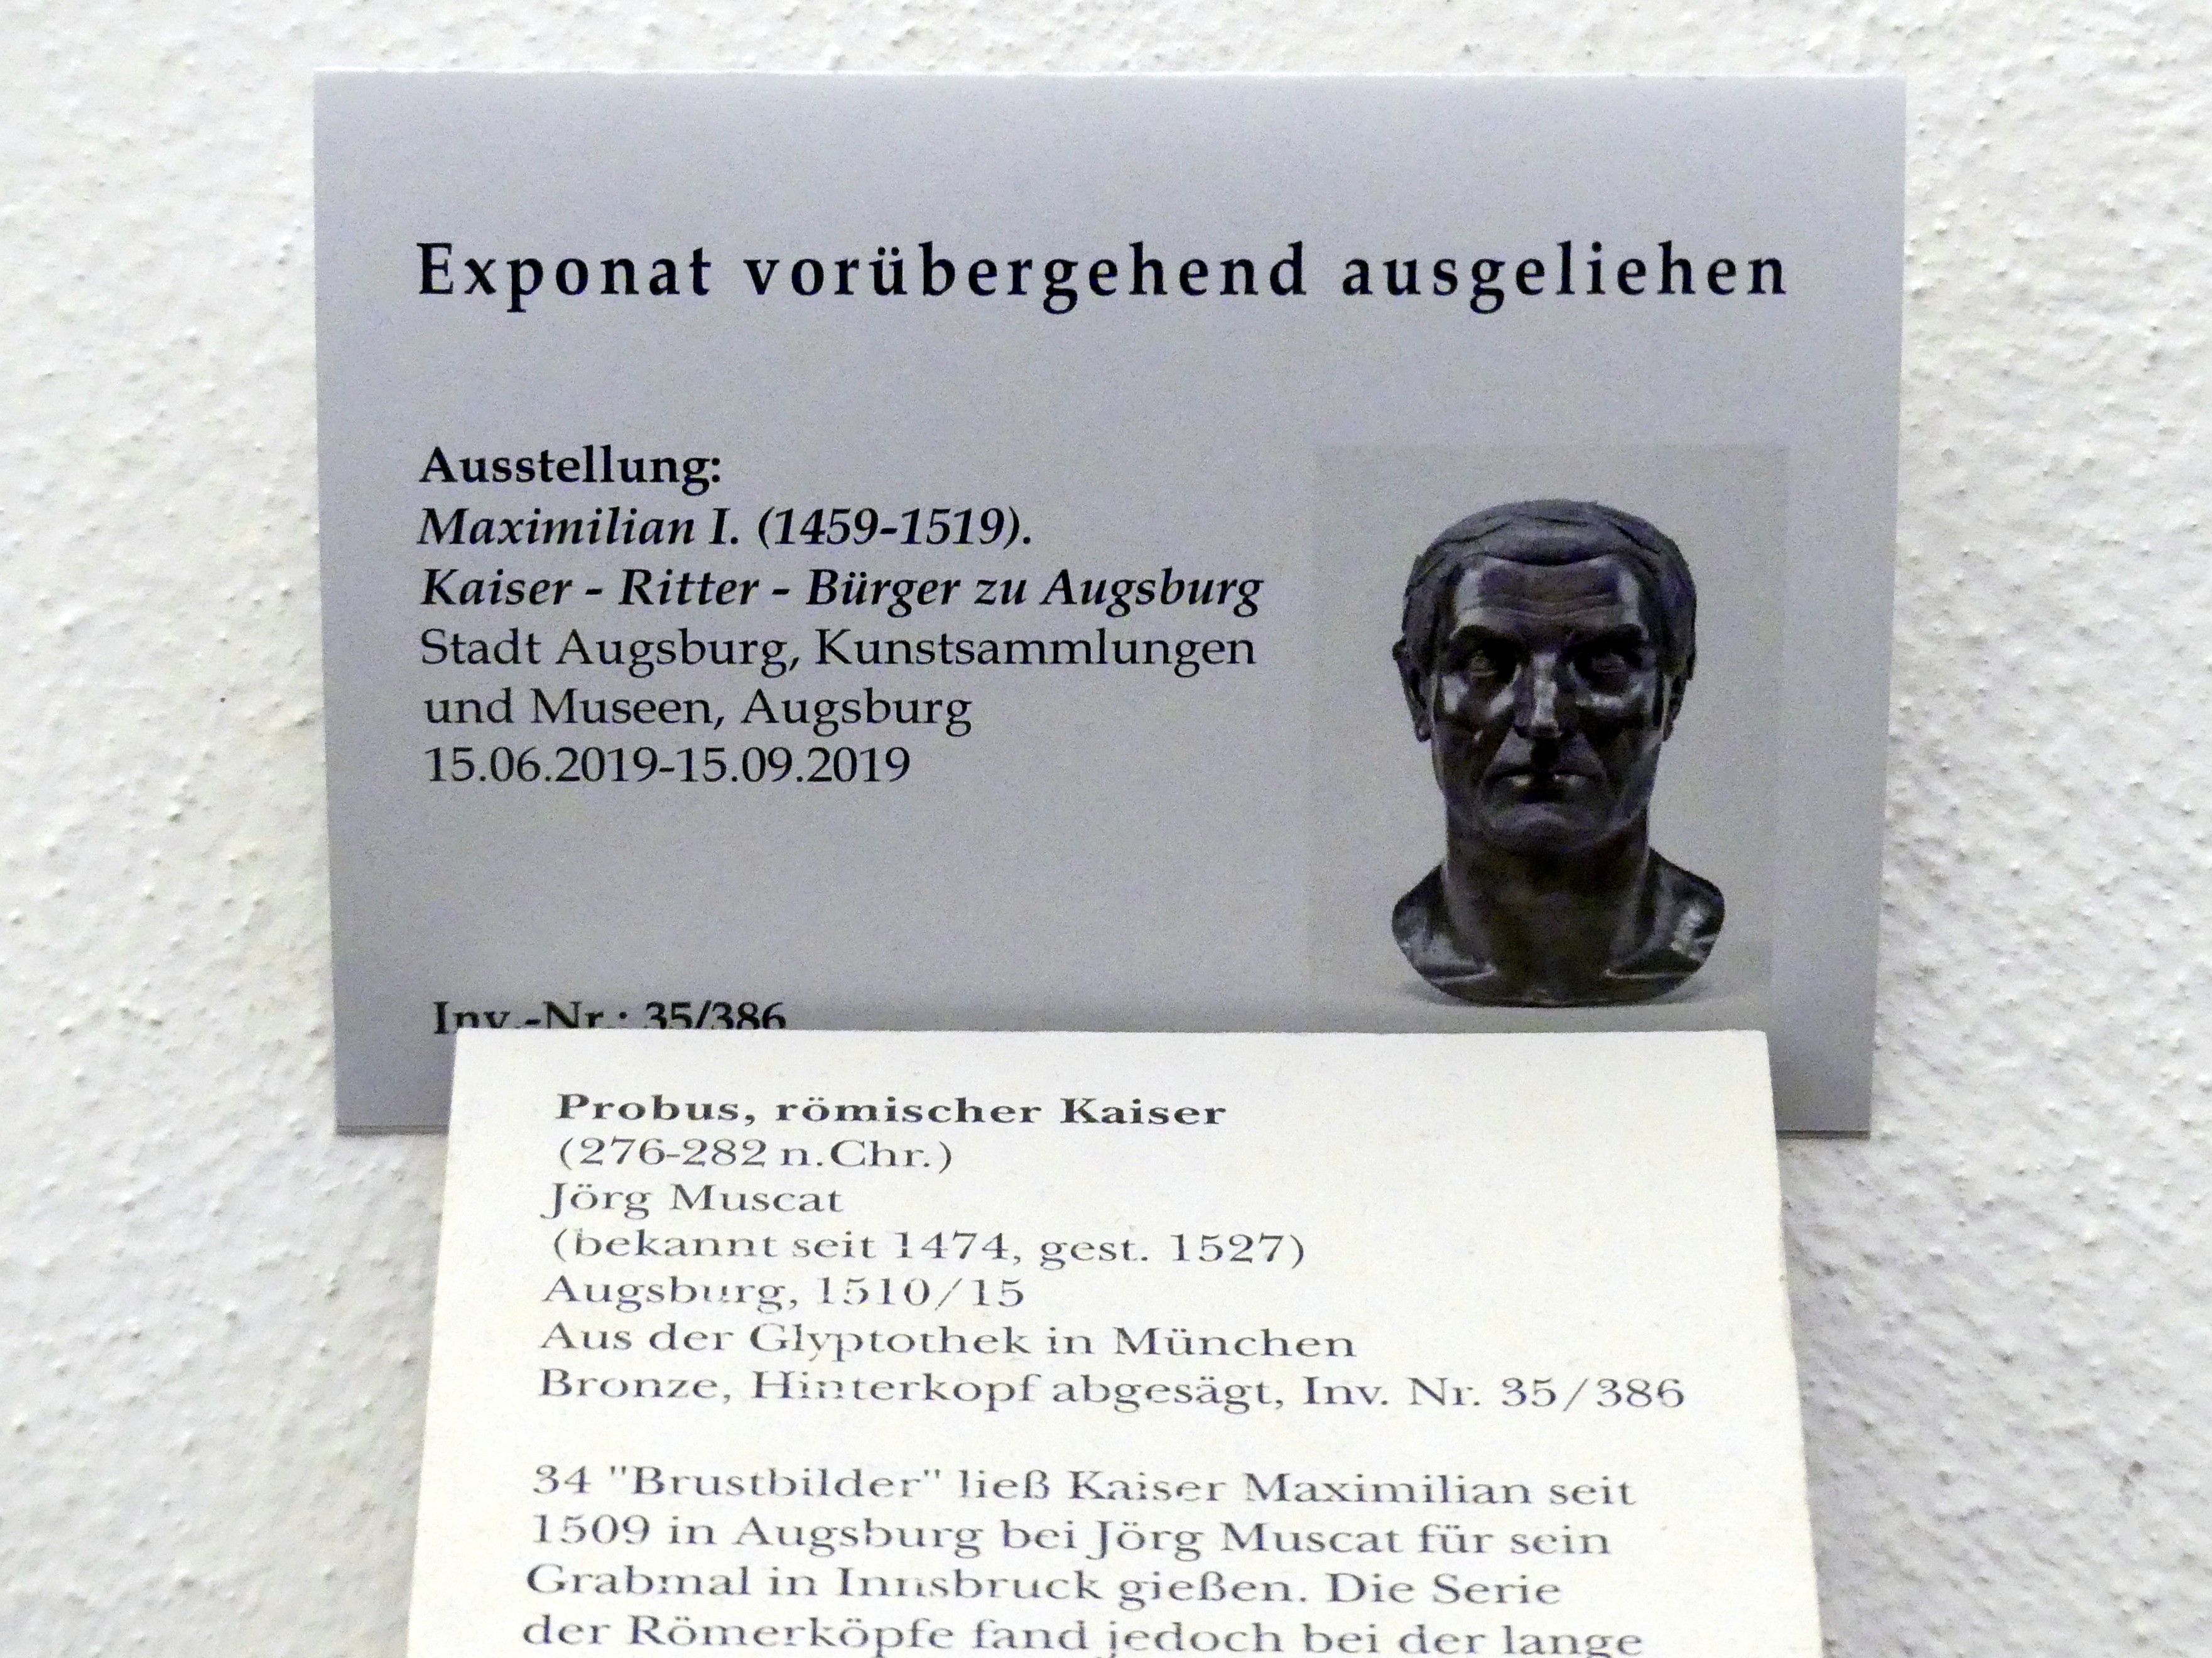 Exponat vorübergehend ausgeliehen
Ausstellung:
Maximilian I. (1459-1519).
Kaiser - Ritter - Bürger zu Augsburg
Stadt Augsburg, Kunstsammlungen
und Museen, Augsburg
15.06.2019-15.09.2019
Inv.-Nr.: 35/386
Probus, römischer Kaiser
(276-282 n.Chr.)
Jörg Muscat
(bekannt seit 1474, gest. 1527)
Augsburg, 1510/15
Aus der Glyptothek in München
Bronze, Hinterkopf abgesägt, Inv. Nr. 35/386
34 "Brustbilder" ließ Kaiser Maximilian seit
1509 in Augsburg bei Jörg Muscat für sein
Grabmal in Innsbruck gießen. Die Serie
der Römerköpfe fand jedoch bei der lange